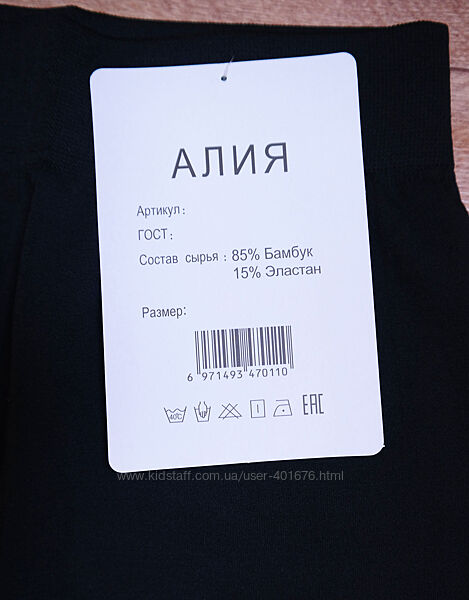 АЛИЯ
Артикул:
ГОСТ:
Состав сырья : 85% Бамбук
15% Эластан
Размер:
6 971493 470110
40°C
EAC
www.kidstaff.com.ua/user-401676.html